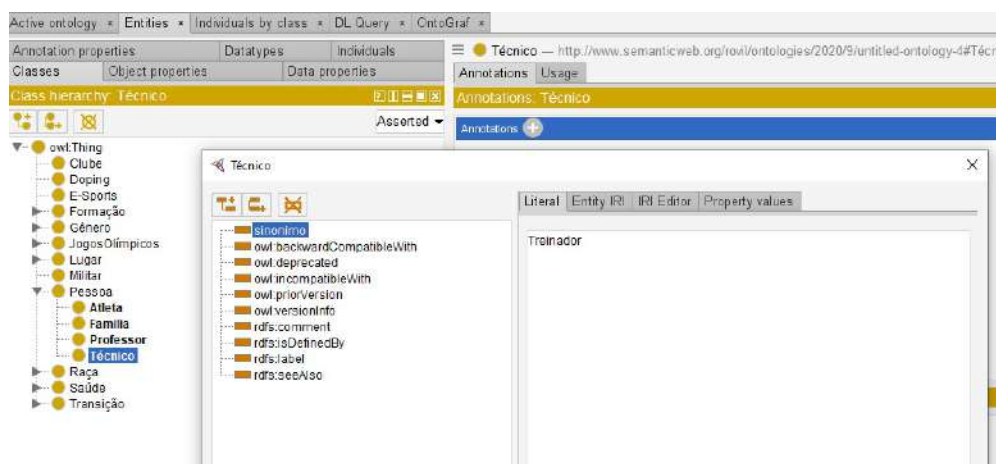 Active ontology × Entities × Individuals by class × DL Query × OntoGraf ×
Annotation properties Datatypes Individuals
Classes Object properties Data properties
Class hierarchy: Técnico
Asserted
owl:Thing
Clube
Doping
E-Sports
Formação
Gênero
JogosOlímpicos
Lugar
Militar
Pessoa
Atleta
Familia
Professor
Técnico
Raça
Saúde
Transição
Técnico — http://www.semanticweb.org/rovil/ontologies/2020/9/untitled-ontology-4#Técr
Annotations Usage
Annotations: Técnico
Annotations
Técnico
sinonimo
owl:backwardCompatibleWith
owl:deprecated
owl:incompatibleWith
owl:priorVersion
owl:versionInfo
rdfs:comment
rdfs:isDefinedBy
rdfs:label
rdfs:seeAlso
Literal Entity IRI IRI Editor Property values
Treinador